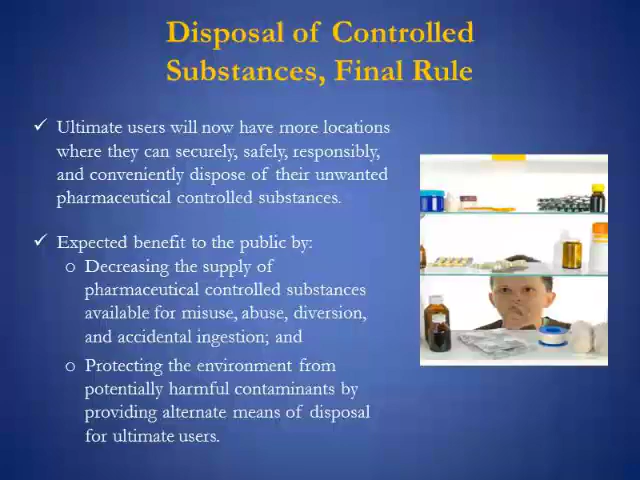 Disposal of Controlled
Substances, Final Rule
Ultimate users will now have more locations
where they can securely, safely, responsibly,
and conveniently dispose of their unwanted
pharmaceutical controlled substances.
Expected benefit to the public by:
Decreasing the supply of
pharmaceutical controlled substances
available for misuse, abuse, diversion,
and accidental ingestion; and
Protecting the environment from
potentially harmful contaminants by
providing alternate means of disposal
for ultimate users.